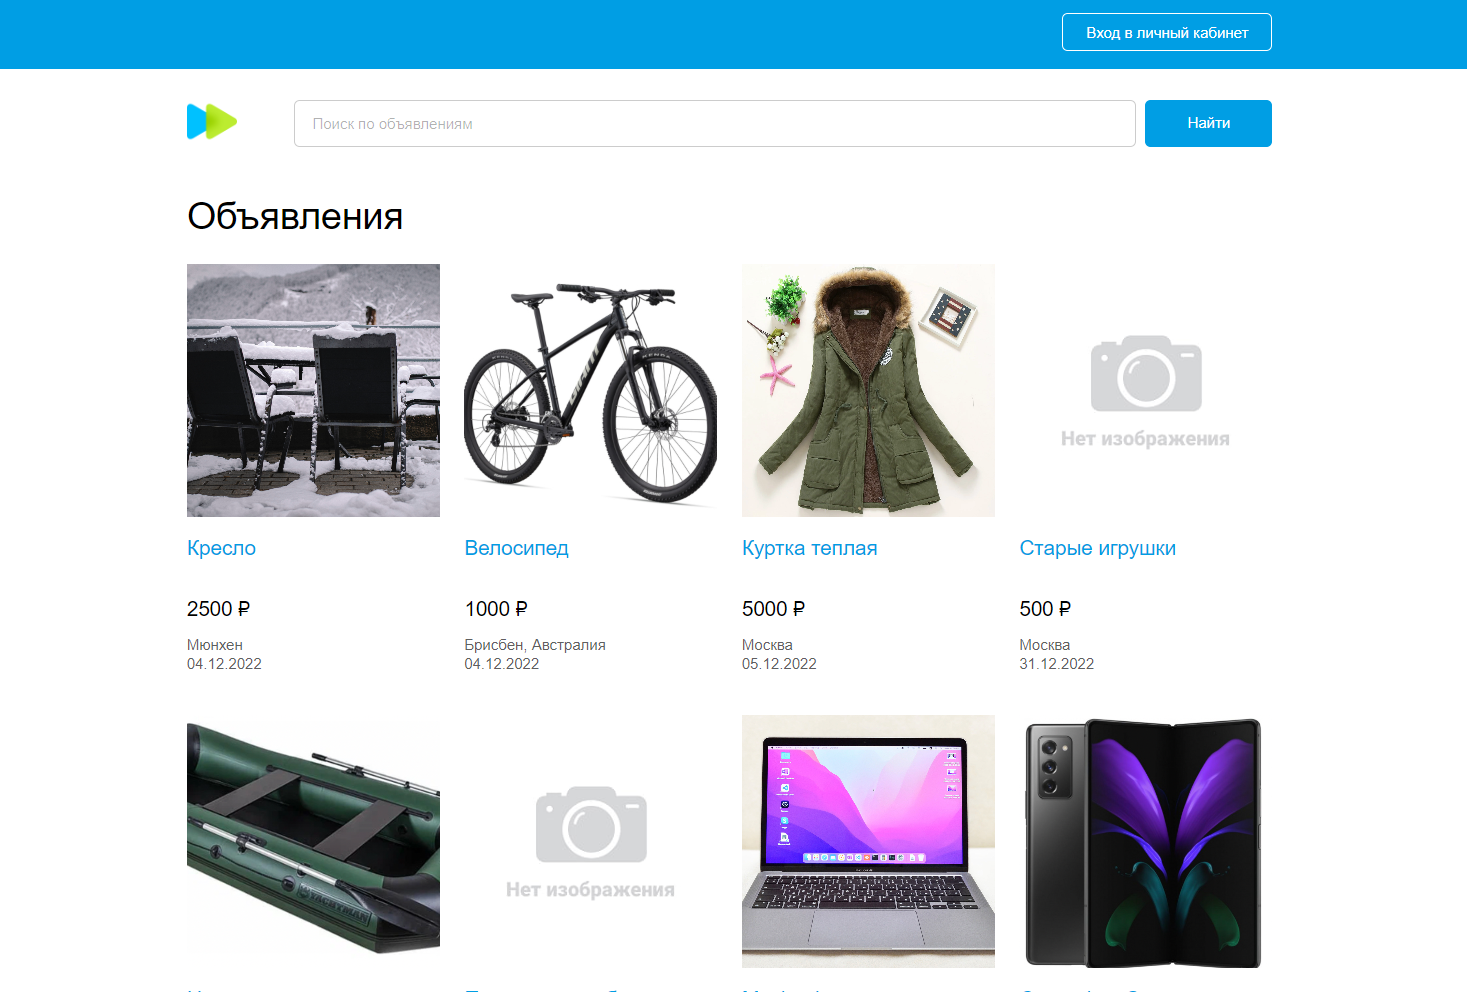 Вход в личный кабинет
Поиск по объявлениям
Найти
Объявления
GIANT
Нет изображения
Кресло
Велосипед
Куртка теплая
Старые игрушки
2500 ₽
1000 ₽
5000 ₽
500 ₽
Мюнхен
Брисбен, Австралия
Москва
Москва
04.12.2022
04.12.2022
05.12.2022
31.12.2022
YACHTMAN
Нет изображения